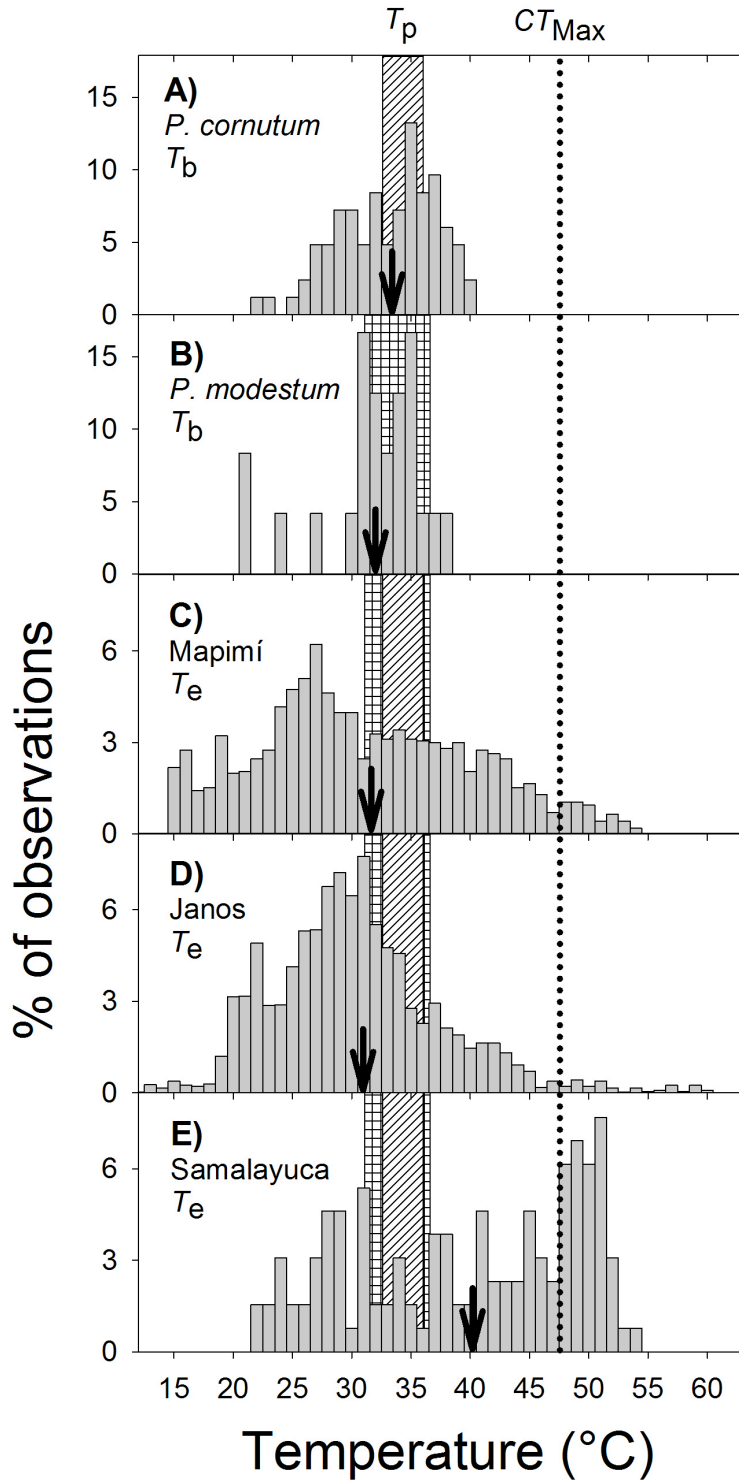 Tp CTMax
A)
P. cornutum
Tb
15
10
5
0
B)
P. modestum
Tb
15
10
5
0
C)
Mapimí
Te
6
3
0
D)
Janos
Te
6
3
0
E)
Samalayuca
Te
6
3
0
% of observations
15 20 25 30 35 40 45 50 55 60
Temperature (°C)